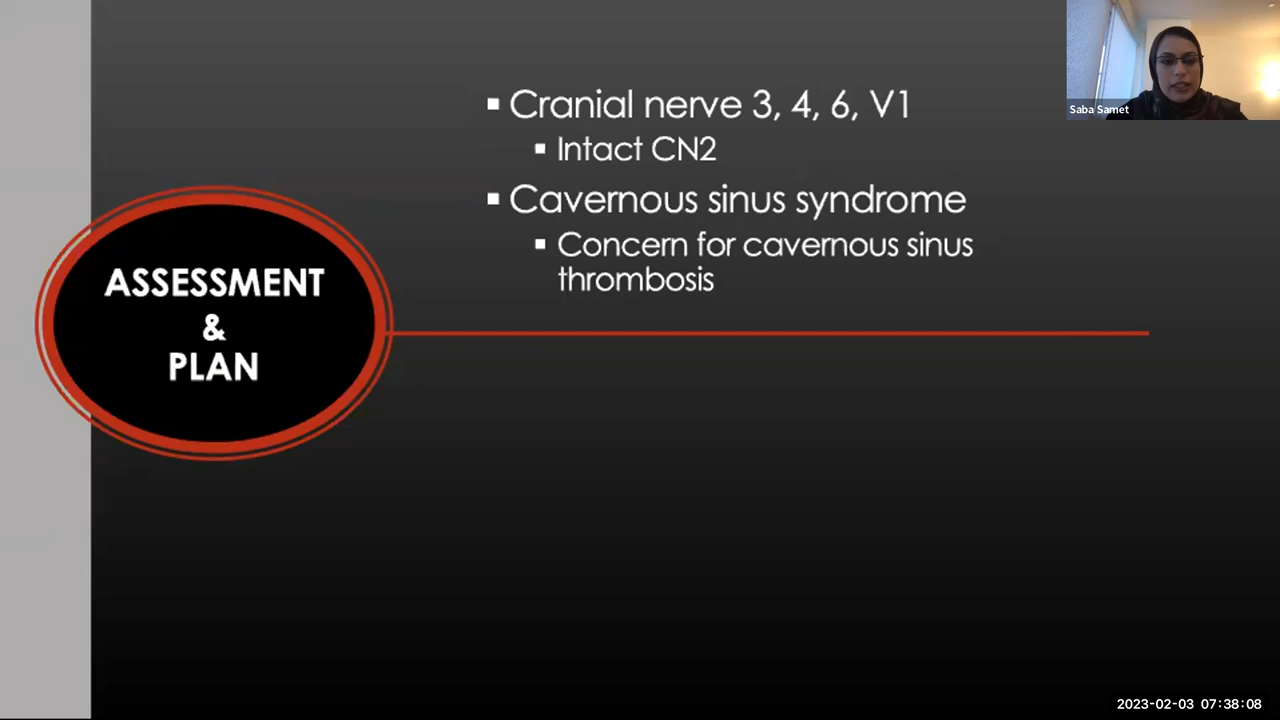 Cranial nerve 3, 4, 6, V1
Intact CN2
Cavernous sinus syndrome
Concern for cavernous sinus
thrombosis
ASSESSMENT
&
PLAN
Saba Samet
2023-02-03 07:38:08